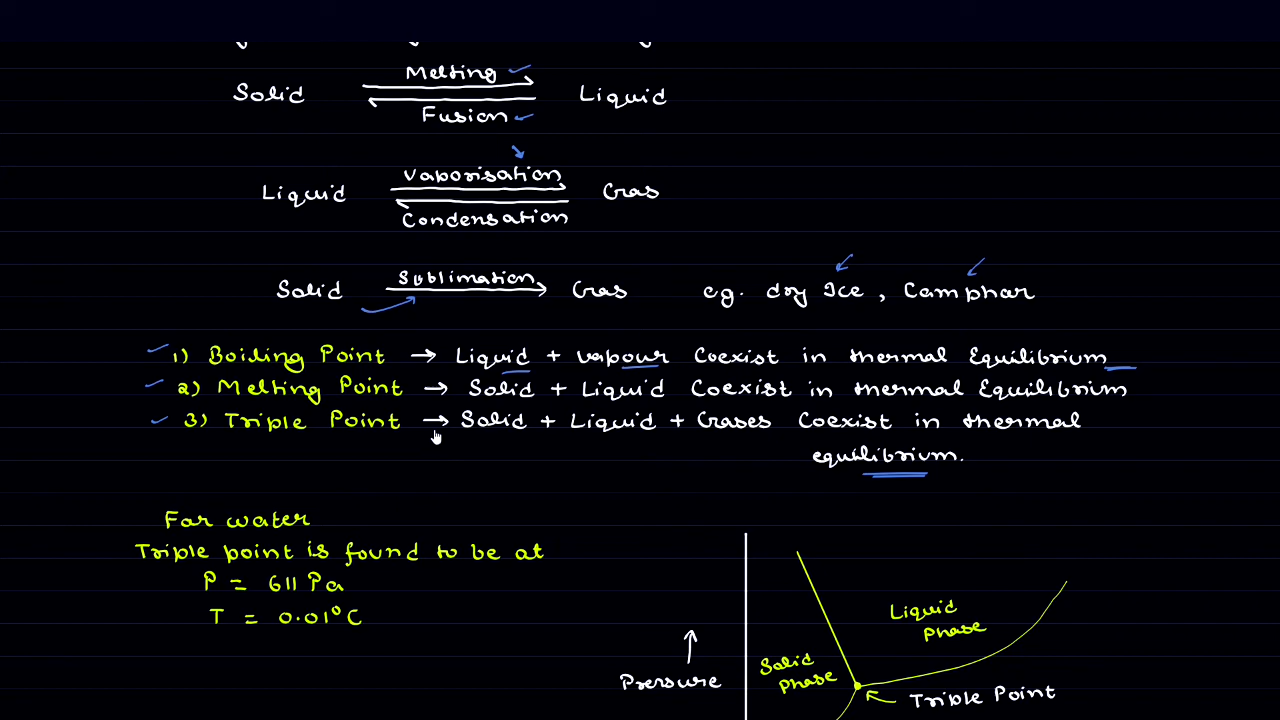 Melting
Solid Liquid
Fusion
Vaporisation
Liquid Gas
Condensation
Sublimation
Solid Gas eg. dry Ice, Camphar
1) Boiling Point → Liquid + vapour Coexist in thermal Equilibrium
2) Melting Point → Solid + Liquid Coexist in thermal Equilibrium
3) Triple Point → Solid + Liquid + Gases Coexist in thermal
equilibrium.
For water
Triple point is found to be at
P = 611 Pa
T = 0.01°C
Liquid
phase
Solid
phase
Pressure
Triple Point